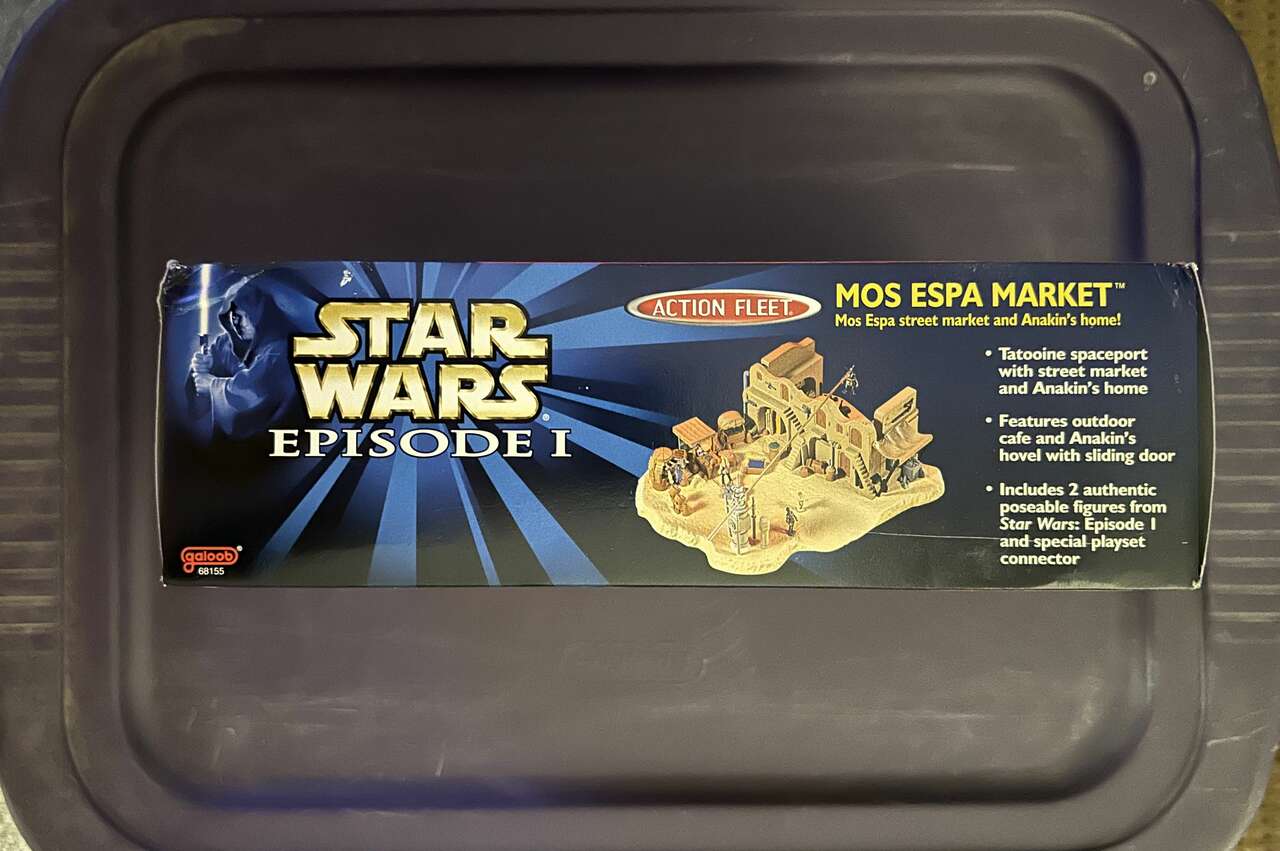 STAR
WARS®
EPISODE I
galoob®
68155
ACTION FLEET®
MOS ESPA MARKET™
Mos Espa street market and Anakin's home!
• Tatooine spaceport
with street market
and Anakin's home
• Features outdoor
cafe and Anakin's
hovel with sliding door
• Includes 2 authentic
poseable figures from
Star Wars: Episode I
and special playset
connector